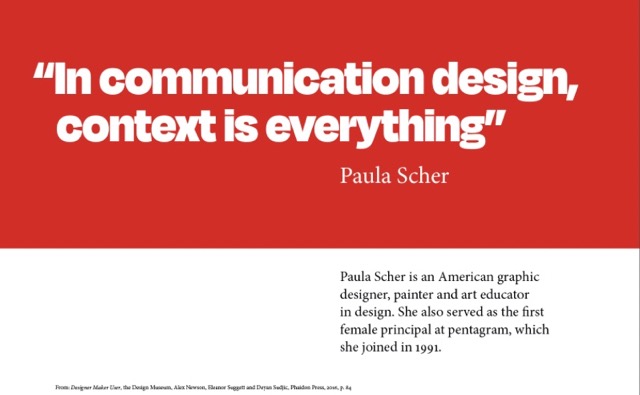 “In communication design,
context is everything”
Paula Scher
Paula Scher is an American graphic
designer, painter and art educator
in design. She also served as the first
female principal at pentagram, which
she joined in 1991.
From: Designer Maker User, the Design Museum, Alex Newson, Eleanor Suggett and Deyan Sudjic, Phaidon Press, 2016, p. 64